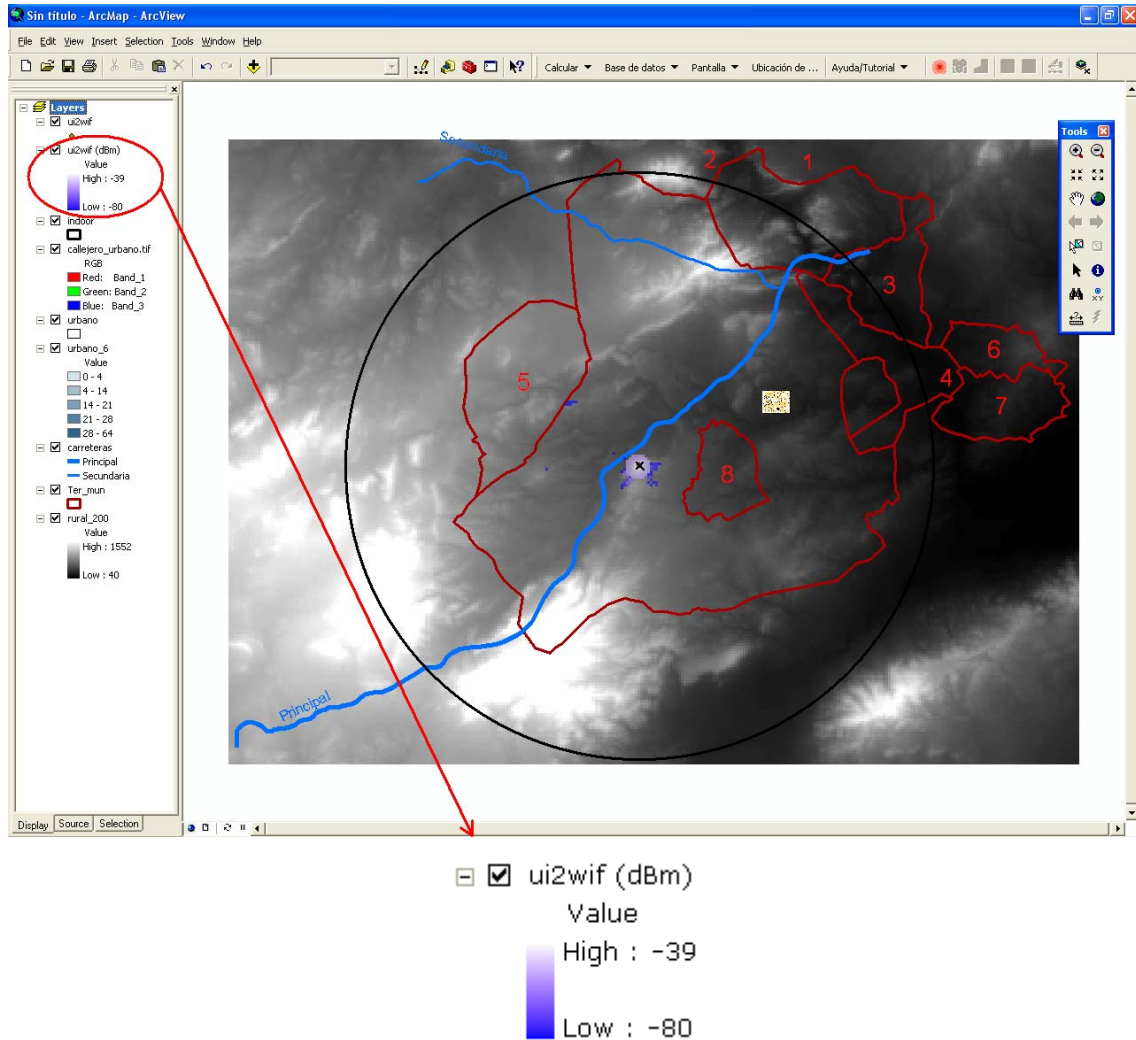 Sin título - ArcMap - ArcView
File Edit View Insert Selection Tools Window Help
Calcular Base de datos Pantalla Ubicación de ... Ayuda/Tutorial
Layers
ui2wif
ui2wif (dBm)
Value
High : -39
Low : -80
indoor
callejero_urbano.tif
RGB
Red: Band_1
Green: Band_2
Blue: Band_3
urbano
urbano_6
Value
0 - 4
4 - 14
14 - 21
21 - 28
28 - 64
carreteras
Principal
Secundaria
Ter_mun
rural_200
Value
High : 1552
Low : 40
Display Source Selection
Secundaria
2
1
3
5
4
6
7
8
Principal
Tools
XY
ui2wif (dBm)
Value
High : -39
Low : -80